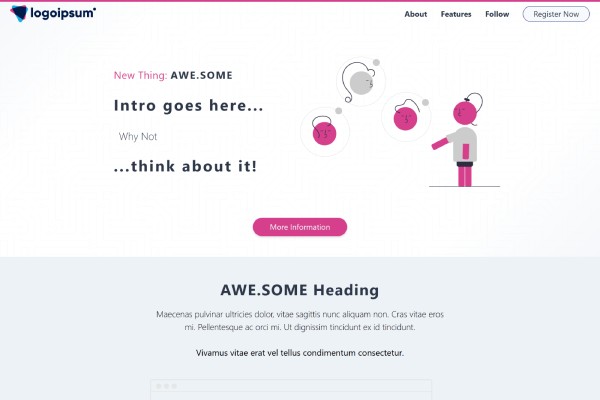 logoipsum
About Features Follow Register Now
New Thing: AWE.SOME
Intro goes here...
Why Not
...think about it!
More Information
AWE.SOME Heading
Maecenas pulvinar ultricies dolor, vitae sagittis nunc aliquam non. Cras vitae eros
mi. Pellentesque ac orci mi. Ut dignissim tincidunt ex id tincidunt.
Vivamus vitae erat vel tellus condimentum consectetur.